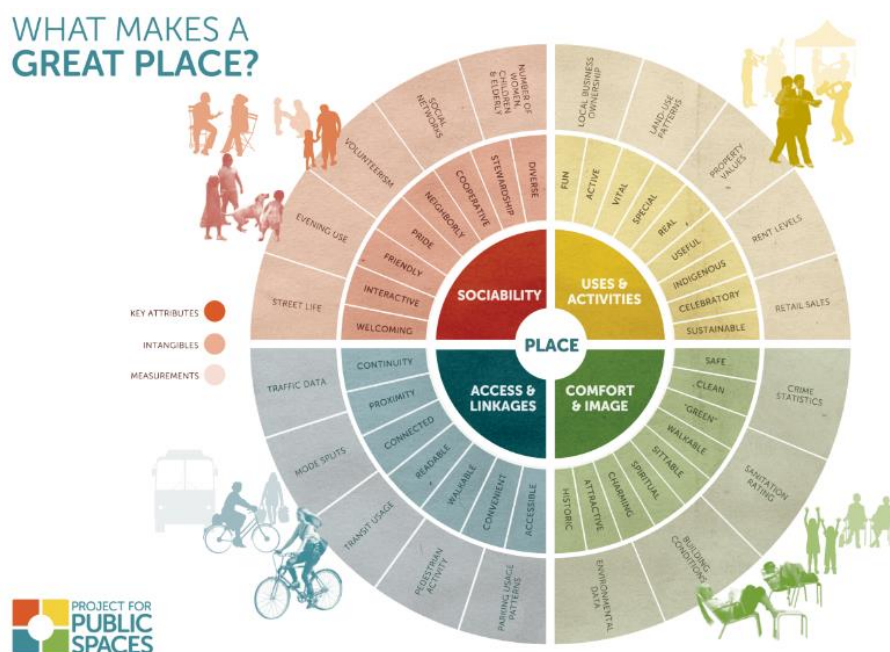 WHAT MAKES A
GREAT PLACE?
KEY ATTRIBUTES
INTANGIBLES
MEASUREMENTS
PLACE
SOCIABILITY
USES &
ACTIVITIES
ACCESS &
LINKAGES
COMFORT
& IMAGE
WELCOMING
INTERACTIVE
FRIENDLY
PRIDE
NEIGHBORLY
COOPERATIVE
STEWARDSHIP
DIVERSE
STREET LIFE
EVENING USE
VOLUNTEERISM
SOCIAL
NETWORKS
NUMBER OF
WOMEN,
CHILDREN
& ELDERLY
FUN
ACTIVE
VITAL
SPECIAL
REAL
USEFUL
INDIGENOUS
CELEBRATORY
SUSTAINABLE
LOCAL BUSINESS
OWNERSHIP
LAND-USE
PATTERNS
PROPERTY
VALUES
RENT LEVELS
RETAIL SALES
SAFE
CLEAN
"GREEN"
WALKABLE
SITTABLE
SPIRITUAL
CHARMING
ATTRACTIVE
HISTORIC
CRIME
STATISTICS
SANITATION
RATING
BUILDING
CONDITIONS
ENVIRONMENTAL
DATA
CONTINUITY
PROXIMITY
CONNECTED
READABLE
WALKABLE
CONVENIENT
ACCESSIBLE
TRAFFIC DATA
MODE SPLITS
TRANSIT USAGE
PEDESTRIAN
ACTIVITY
PARKING USAGE
PATTERNS
PROJECT FOR
PUBLIC
SPACES